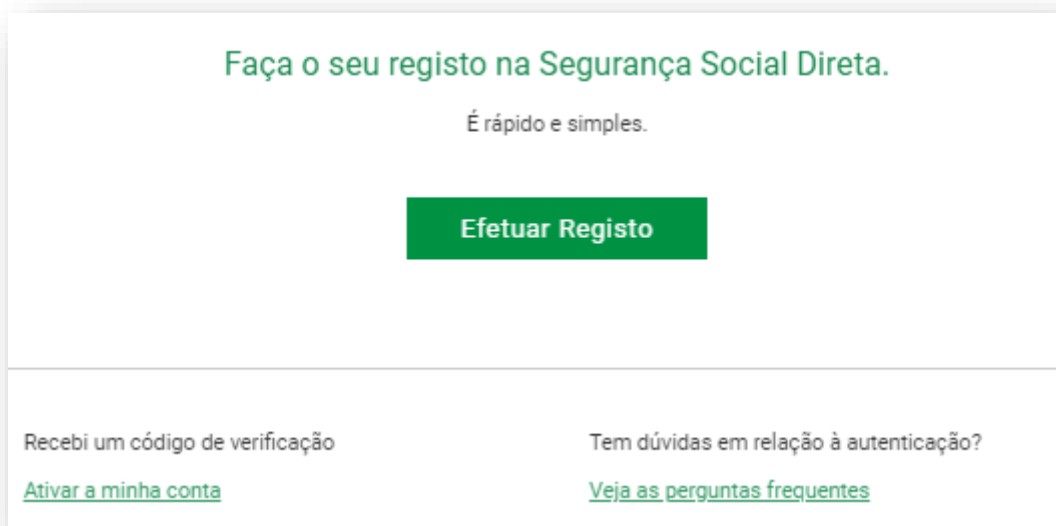 Faça o seu registo na Segurança Social Direta.
É rápido e simples.
Efetuar Registo
Recebi um código de verificação
Tem dúvidas em relação à autenticação?
Ativar a minha conta
Veja as perguntas frequentes